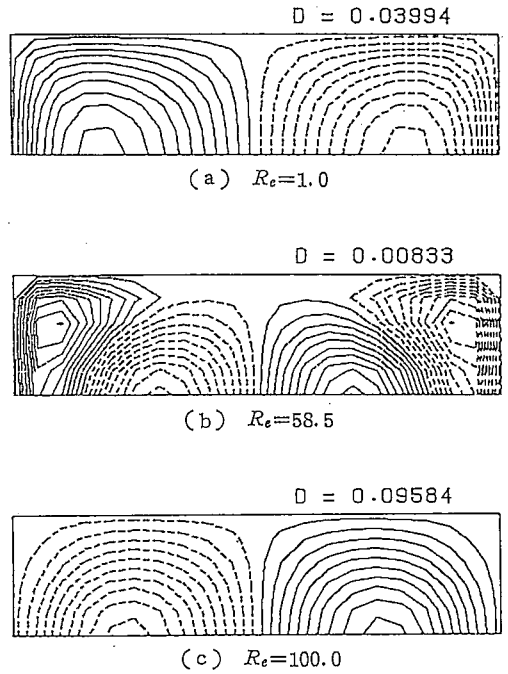 D = 0.03994
(a) Re=1.0
D = 0.00833
(b) Re=58.5
D = 0.09584
(c) Re=100.0